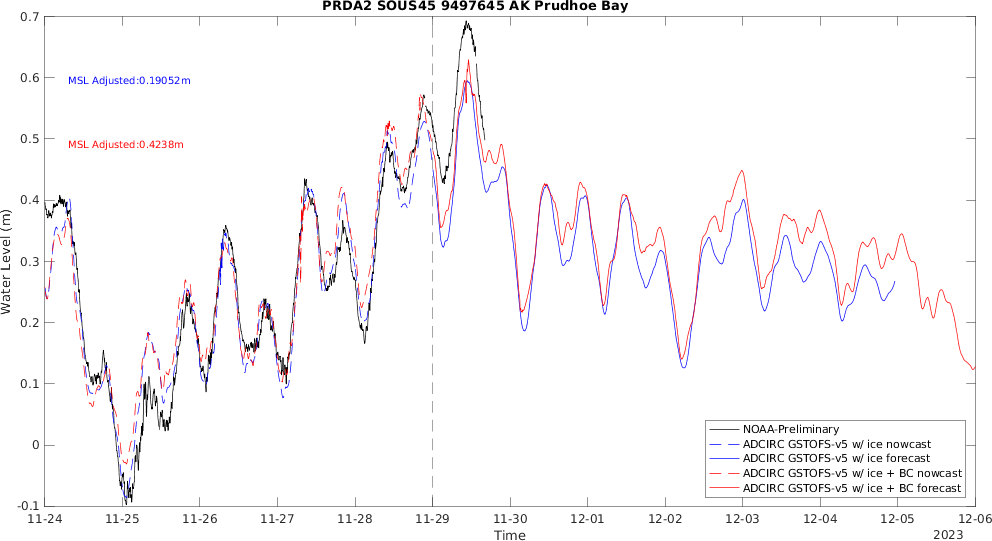 PRDA2 SOUS45 9497645 AK Prudhoe Bay
Water Level (m)
0.7
0.6
0.5
0.4
0.3
0.2
0.1
0
-0.1
MSL Adjusted:0.19052m
MSL Adjusted:0.4238m
NOAA-Preliminary
ADCIRC GSTOFS-v5 w/ ice nowcast
ADCIRC GSTOFS-v5 w/ ice forecast
ADCIRC GSTOFS-v5 w/ ice + BC nowcast
ADCIRC GSTOFS-v5 w/ ice + BC forecast
11-24 11-25 11-26 11-27 11-28 11-29 11-30 12-01 12-02 12-03 12-04 12-05 12-06
Time
2023